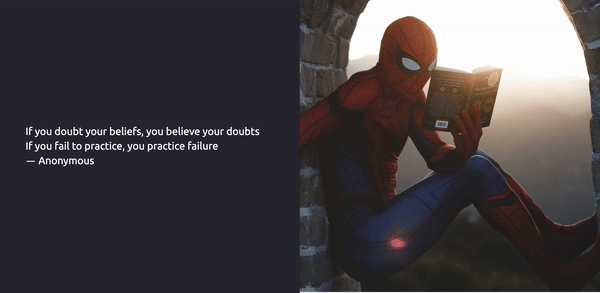 If you doubt your beliefs, you believe your doubts
If you fail to practice, you practice failure
— Anonymous